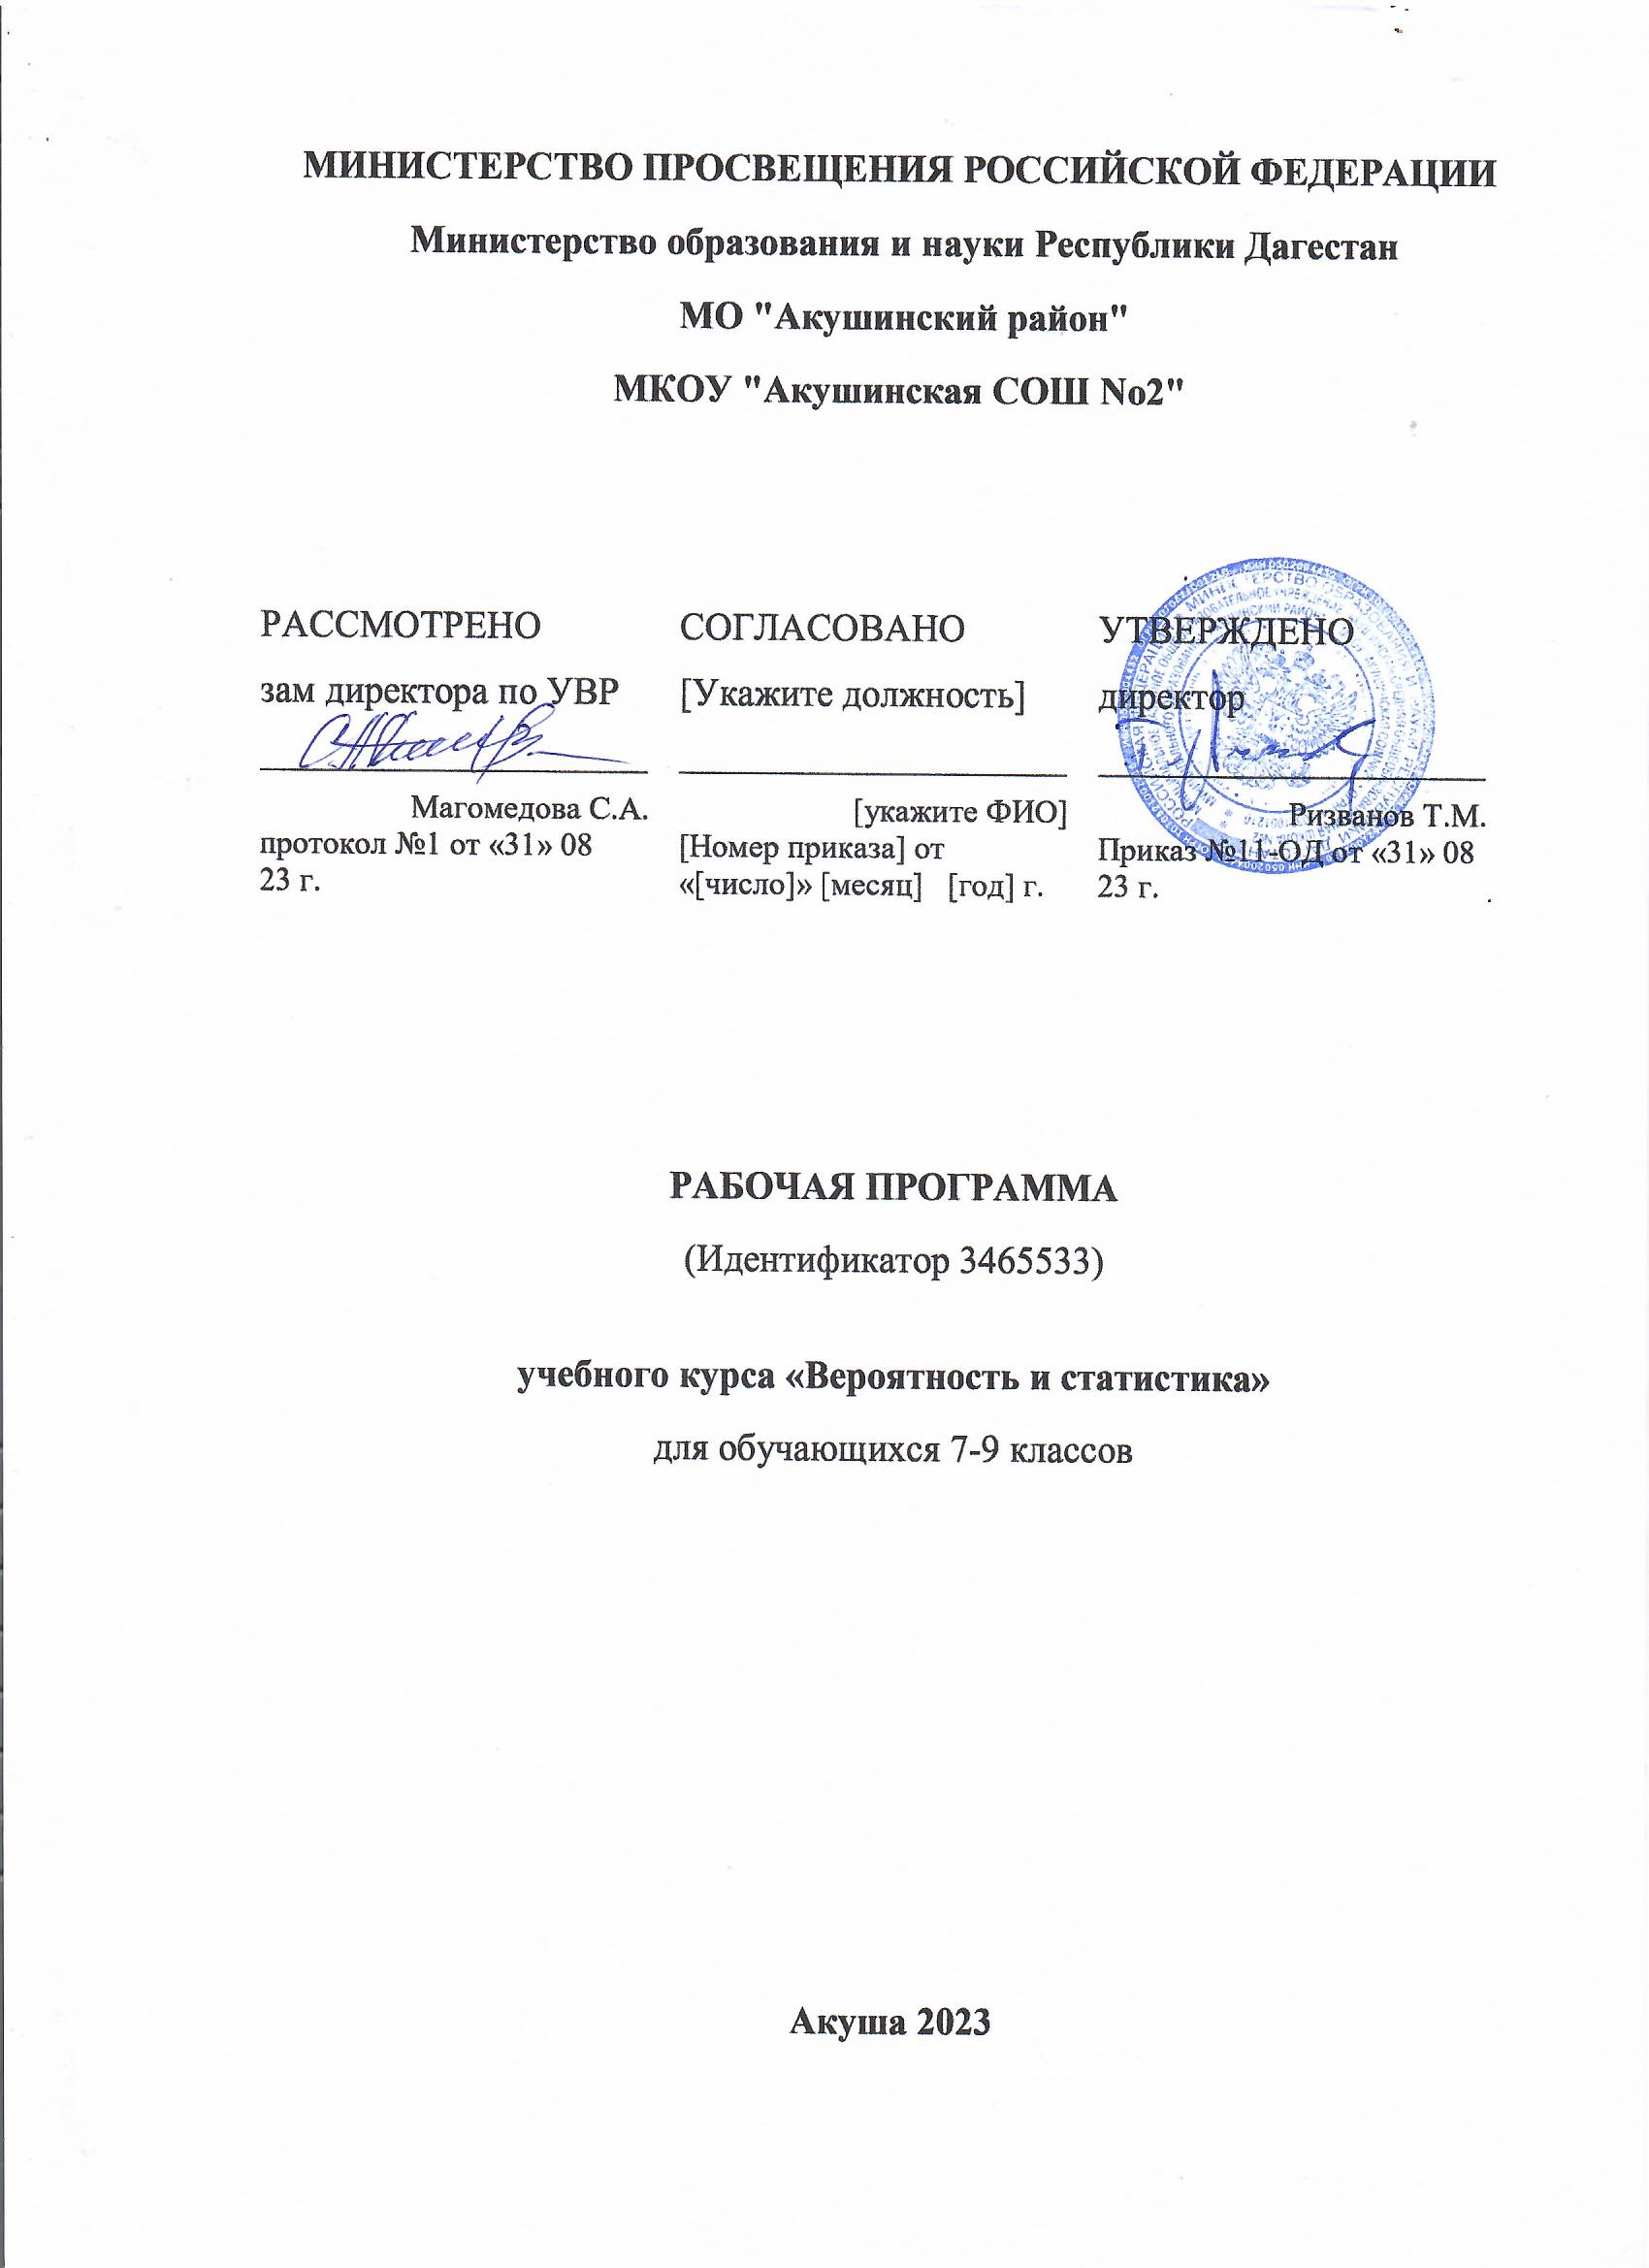 МИНИСТЕРСТВО ПРОСВЕЩЕНИЯ РОССИЙСКОЙ ФЕДЕРАЦИИ
Министерство образования и науки Республики Дагестан
МО "Акушинский район"
МКОУ "Акушинская СОШ No2"
РАССМОТРЕНО
зам директора по УВР
Магомедова С.А.
протокол №1 от «31» 08
23 г.
СОГЛАСОВАНО
[Укажите должность]
[укажите ФИО]
[Номер приказа] от
«[число]» [месяц] [год] г.
УТВЕРЖДЕНО
директор
Ризванов Т.М.
Приказ №11-ОД от «31» 08
23 г.
РАБОЧАЯ ПРОГРАММА
(Идентификатор 3465533)
учебного курса «Вероятность и статистика»
для обучающихся 7-9 классов
Акуша 2023